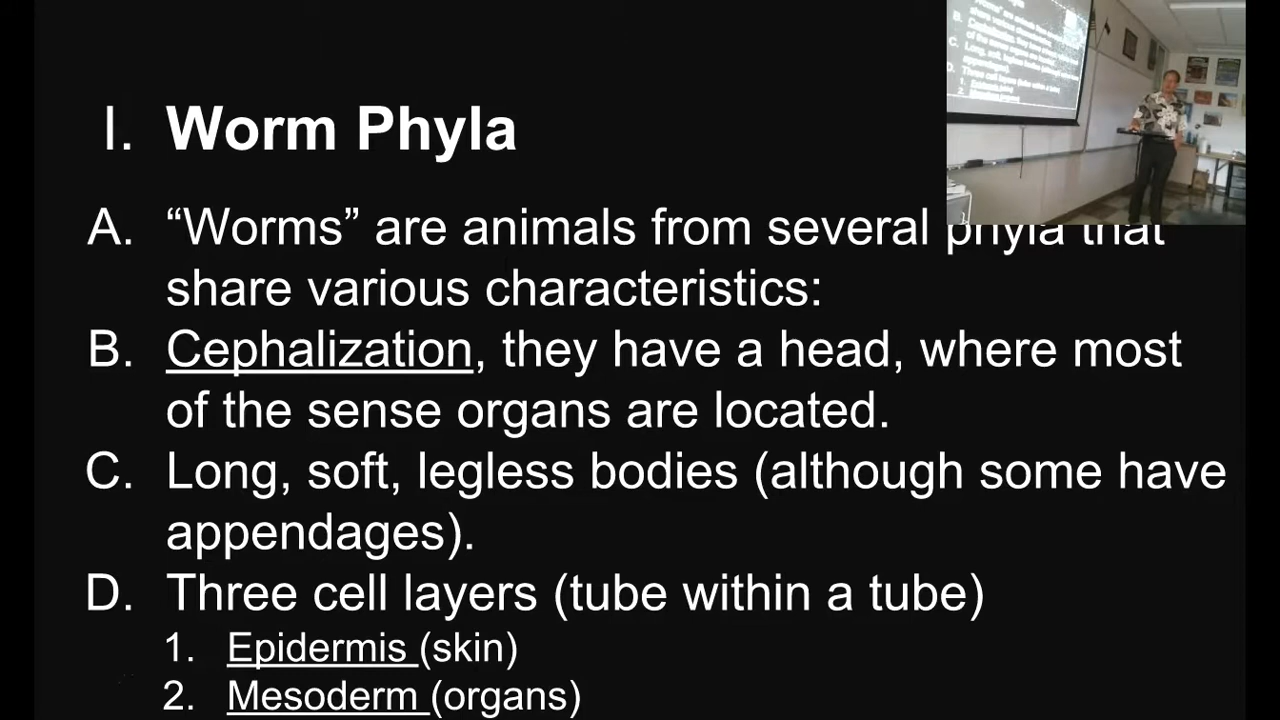 I. Worm Phyla
A. “Worms” are animals from several phyla that
share various characteristics:
B. Cephalization, they have a head, where most
of the sense organs are located.
C. Long, soft, legless bodies (although some have
appendages).
D. Three cell layers (tube within a tube)
1. Epidermis (skin)
2. Mesoderm (organs)